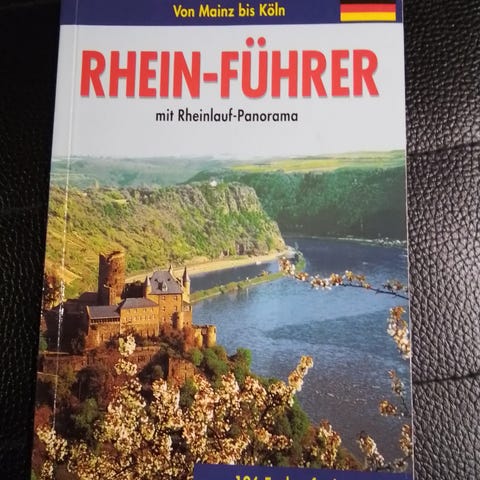 Von Mainz bis Köln
RHEIN-FÜHRER
mit Rheinlauf-Panorama